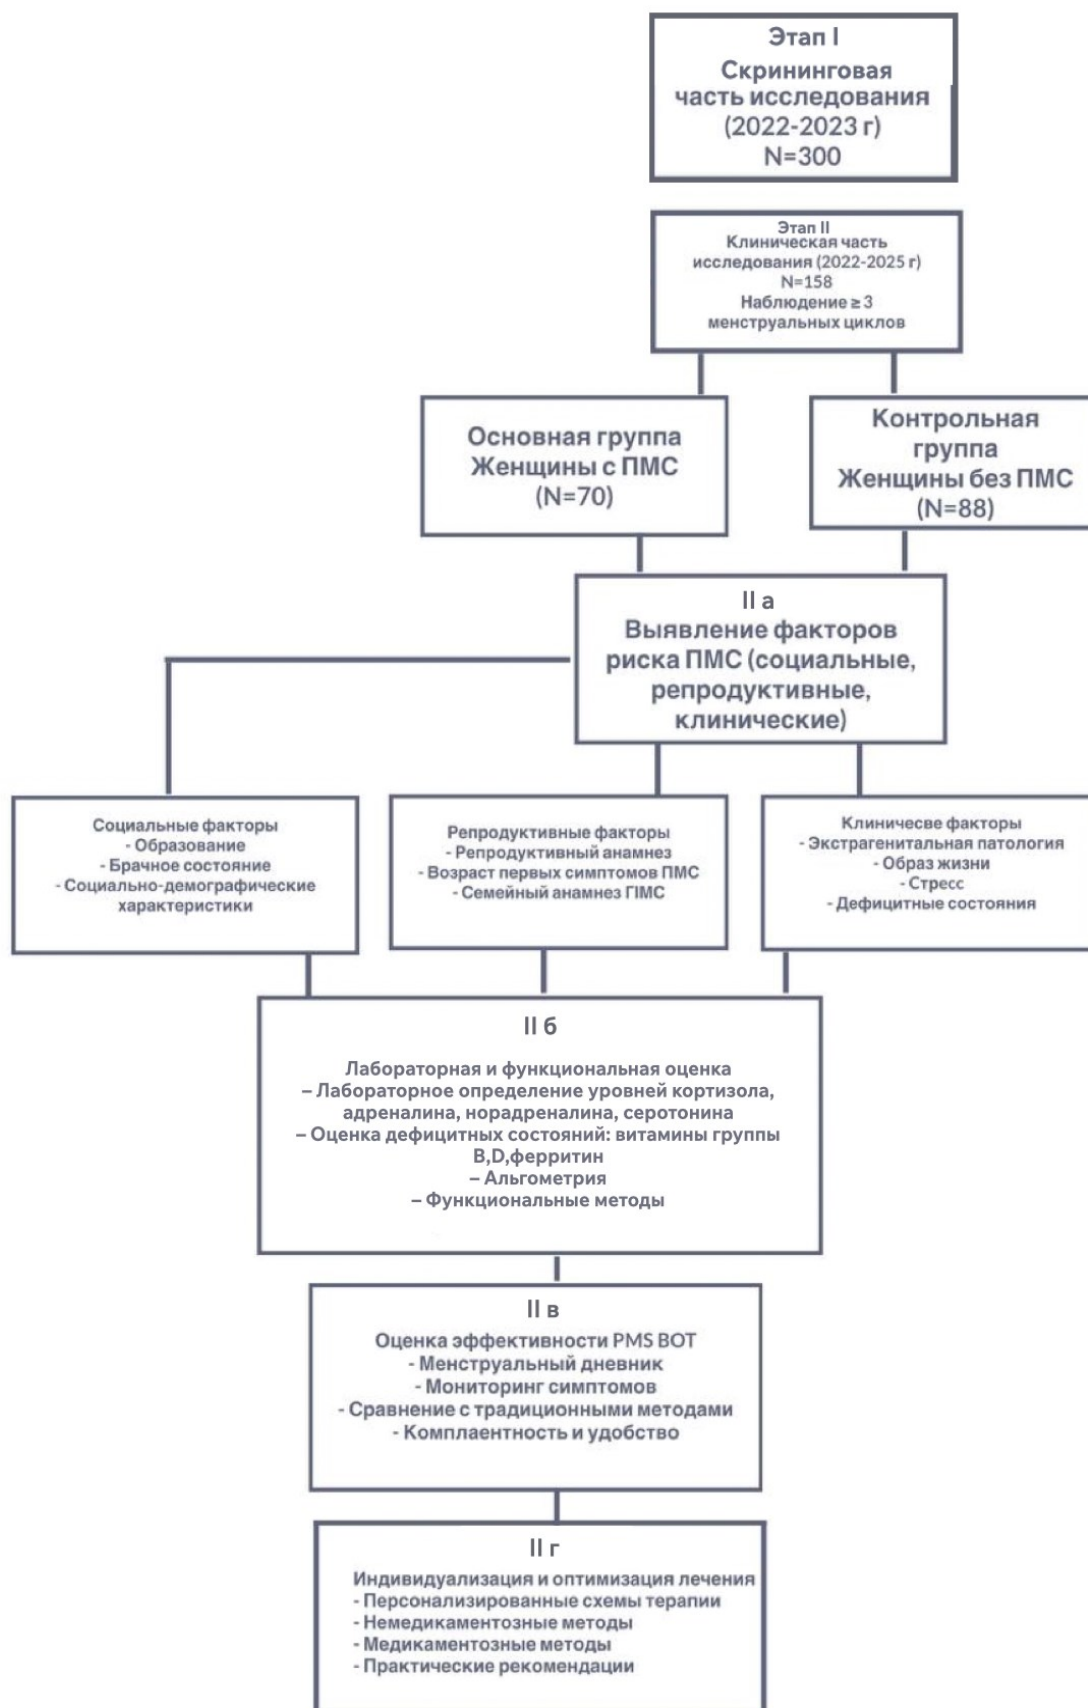 Этап I
Скрининговая
часть исследования
(2022-2023 г)
N=300
Этап II
Клиническая часть
исследования (2022-2025 г)
N=158
Наблюдение ≥ 3
менструальных циклов
Основная группа
Женщины с ПМС
(N=70)
Контрольная
группа
Женщины без ПМС
(N=88)
II а
Выявление факторов
риска ПМС (социальные,
репродуктивные,
клинические)
Социальные факторы
- Образование
- Брачное состояние
- Социально-демографические
характеристики
Репродуктивные факторы
- Репродуктивный анамнез
- Возраст первых симптомов ПМС
- Семейный анамнез ГІМС
Клиничесве факторы
- Экстрагенитальная патология
- Образ жизни
- Стресс
- Дефицитные состояния
II б
Лабораторная и функциональная оценка
– Лабораторное определение уровней кортизола,
адреналина, норадреналина, серотонина
– Оценка дефицитных состояний: витамины группы
B,D,ферритин
– Альгометрия
– Функциональные методы
II в
Оценка эффективности PMS BOT
- Менструальный дневник
- Мониторинг симптомов
- Сравнение с традиционными методами
- Комплаентность и удобство
II г
Индивидуализация и оптимизация лечения
- Персонализированные схемы терапии
- Немедикаментозные методы
- Медикаментозные методы
- Практические рекомендации